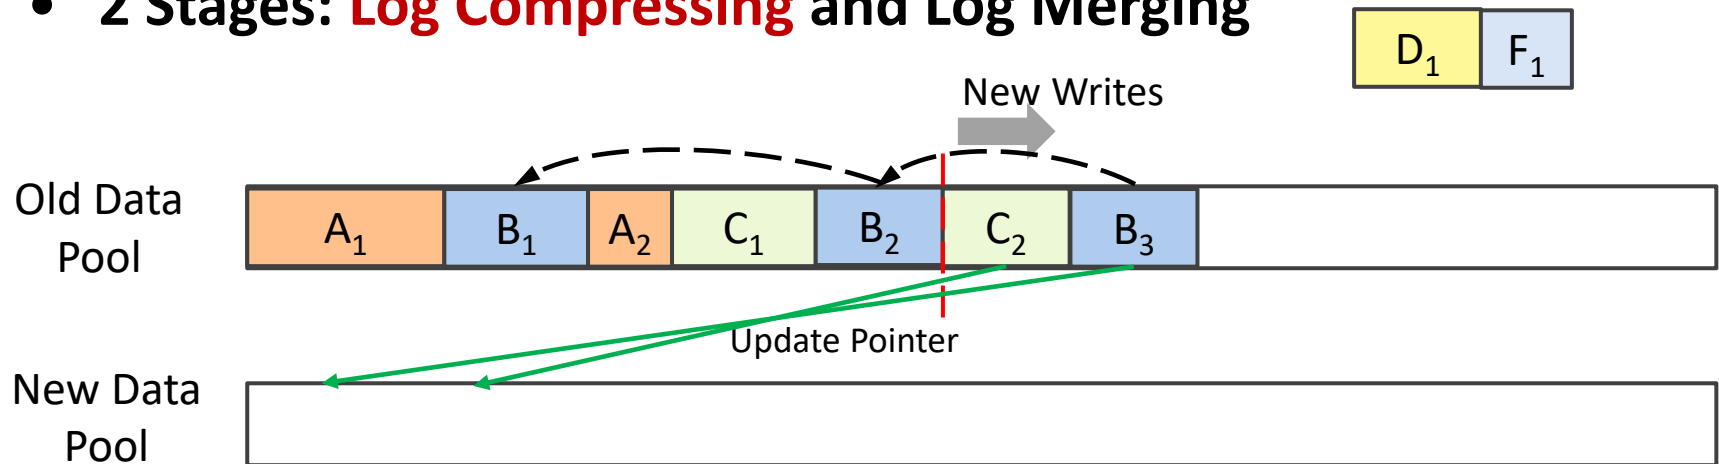 • 2 Stages: Log Compressing and Log Merging
D₁ F₁
New Writes
Old Data
Pool
A₁ B₁ A₂ C₁ B₂ C₂ B₃
Update Pointer
New Data
Pool